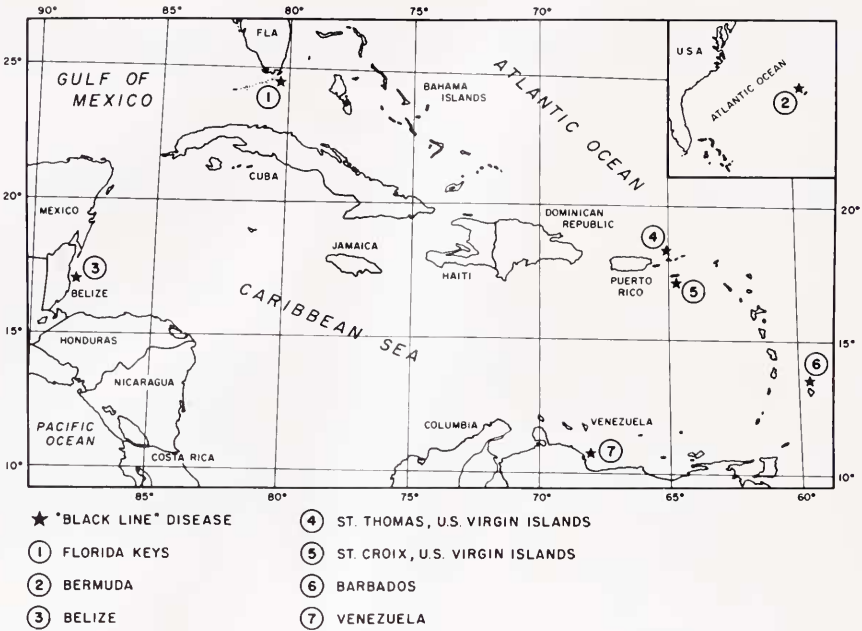 90° 85° 80° 75° 70° 65°
25°
FLA
GULF OF
MEXICO
1
BAHAMA
ISLANDS
ATLANTIC OCEAN
USA
ATLANTIC OCEAN
2
20°
20°
CUBA
MEXICO
3
BELIZE
JAMAICA
HAITI
DOMINICAN
REPUBLIC
4
PUERTO
RICO
5
CARIBBEAN SEA
15°
15°
HONDURAS
NICARAGUA
6
PACIFIC
OCEAN
COSTA RICA
COLUMBIA
VENEZUELA
7
10°
10°
85° 80° 75° 70° 65° 60°
★ "BLACK LINE" DISEASE
1 FLORIDA KEYS
2 BERMUDA
3 BELIZE
4 ST. THOMAS, U.S. VIRGIN ISLANDS
5 ST. CROIX, U.S. VIRGIN ISLANDS
6 BARBADOS
7 VENEZUELA